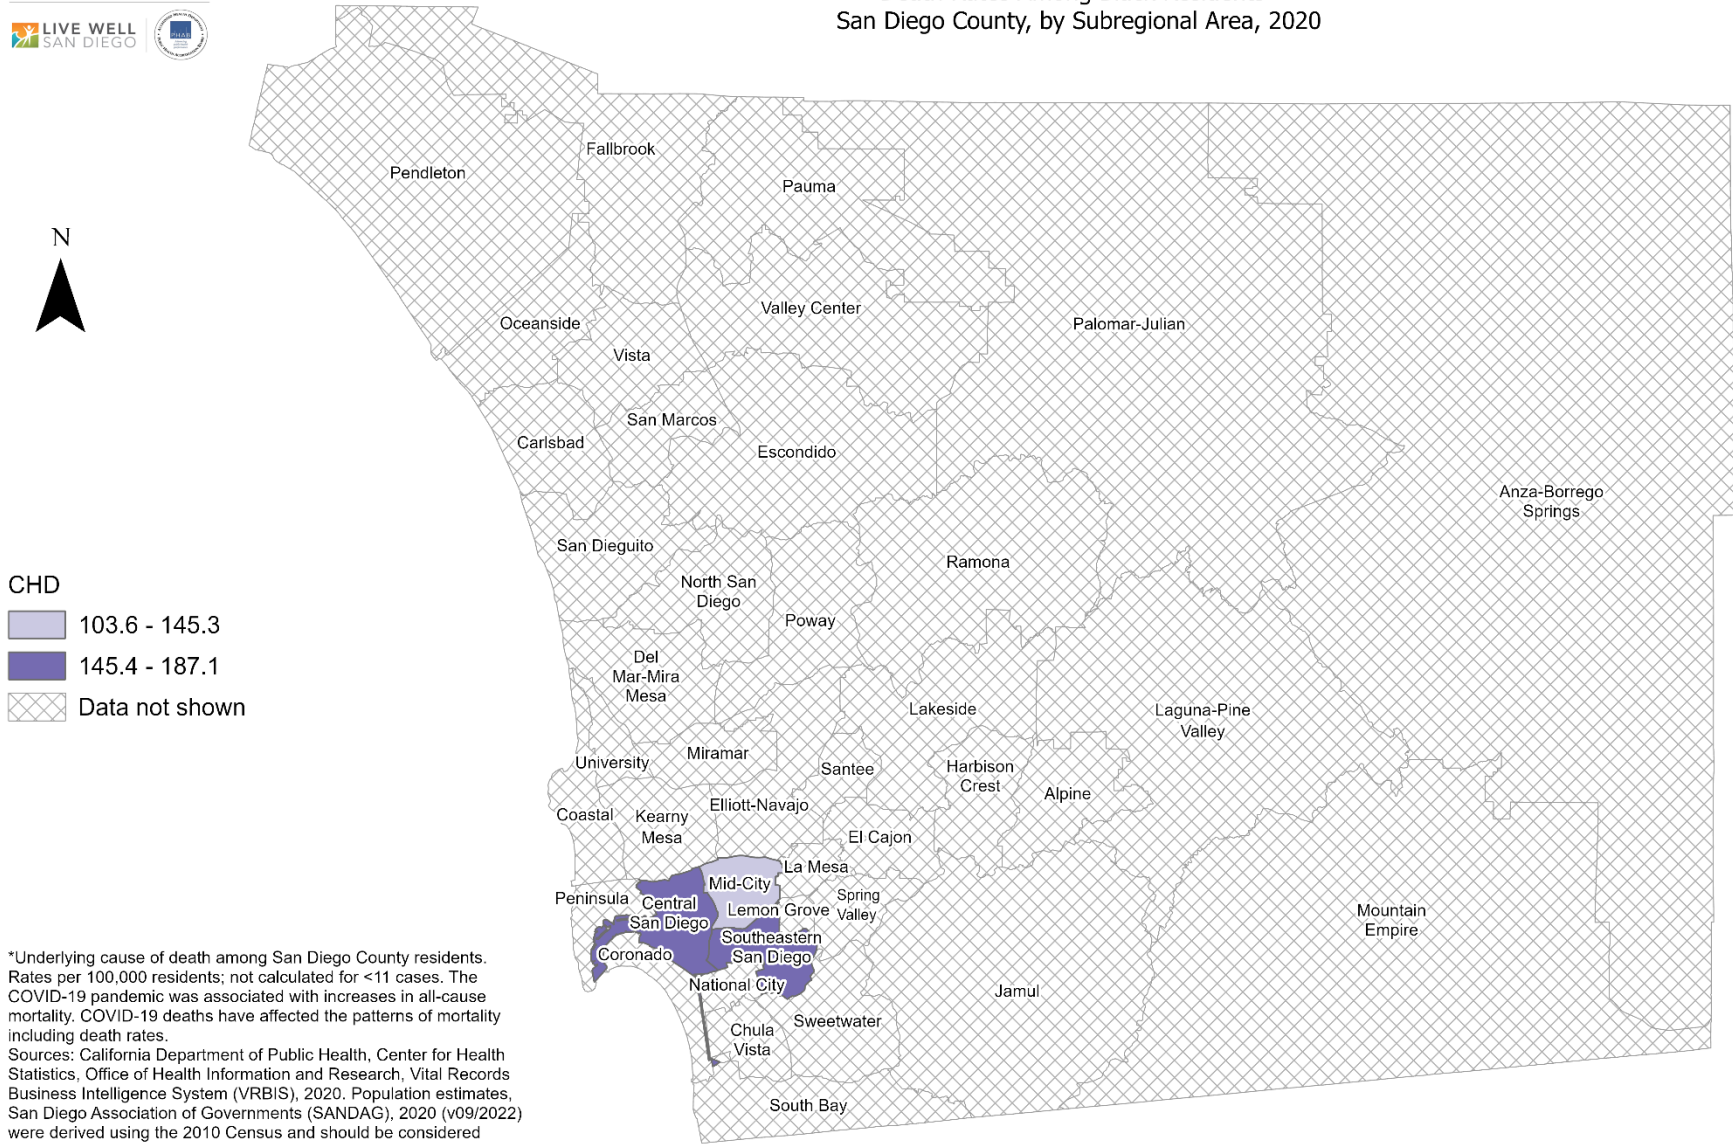 LIVE WELL
SAN DIEGO
PHAB
San Diego County, by Subregional Area, 2020
Fallbrook
Pendleton
Pauma
N
Valley Center
Oceanside
Palomar-Julian
Vista
San Marcos
Carlsbad
Escondido
Anza-Borrego
Springs
San Dieguito
Ramona
North San
Diego
CHD
103.6 - 145.3
145.4 - 187.1
Data not shown
Poway
Del
Mar-Mira
Mesa
Lakeside
Laguna-Pine
Valley
Miramar
University
Santee
Harbison
Crest
Alpine
Elliott-Navajo
Coastal
Kearny
Mesa
El Cajon
La Mesa
Mid-City
Peninsula
Central
San Diego
Lemon Grove
Spring
Valley
Mountain
Empire
Southeastern
San Diego
Coronado
National City
Jamul
Sweetwater
Chula
Vista
South Bay
*Underlying cause of death among San Diego County residents.
Rates per 100,000 residents; not calculated for <11 cases. The
COVID-19 pandemic was associated with increases in all-cause
mortality. COVID-19 deaths have affected the patterns of mortality
including death rates.
Sources: California Department of Public Health, Center for Health
Statistics, Office of Health Information and Research, Vital Records
Business Intelligence System (VRBIS), 2020. Population estimates,
San Diego Association of Governments (SANDAG), 2020 (v09/2022)
were derived using the 2010 Census and should be considered